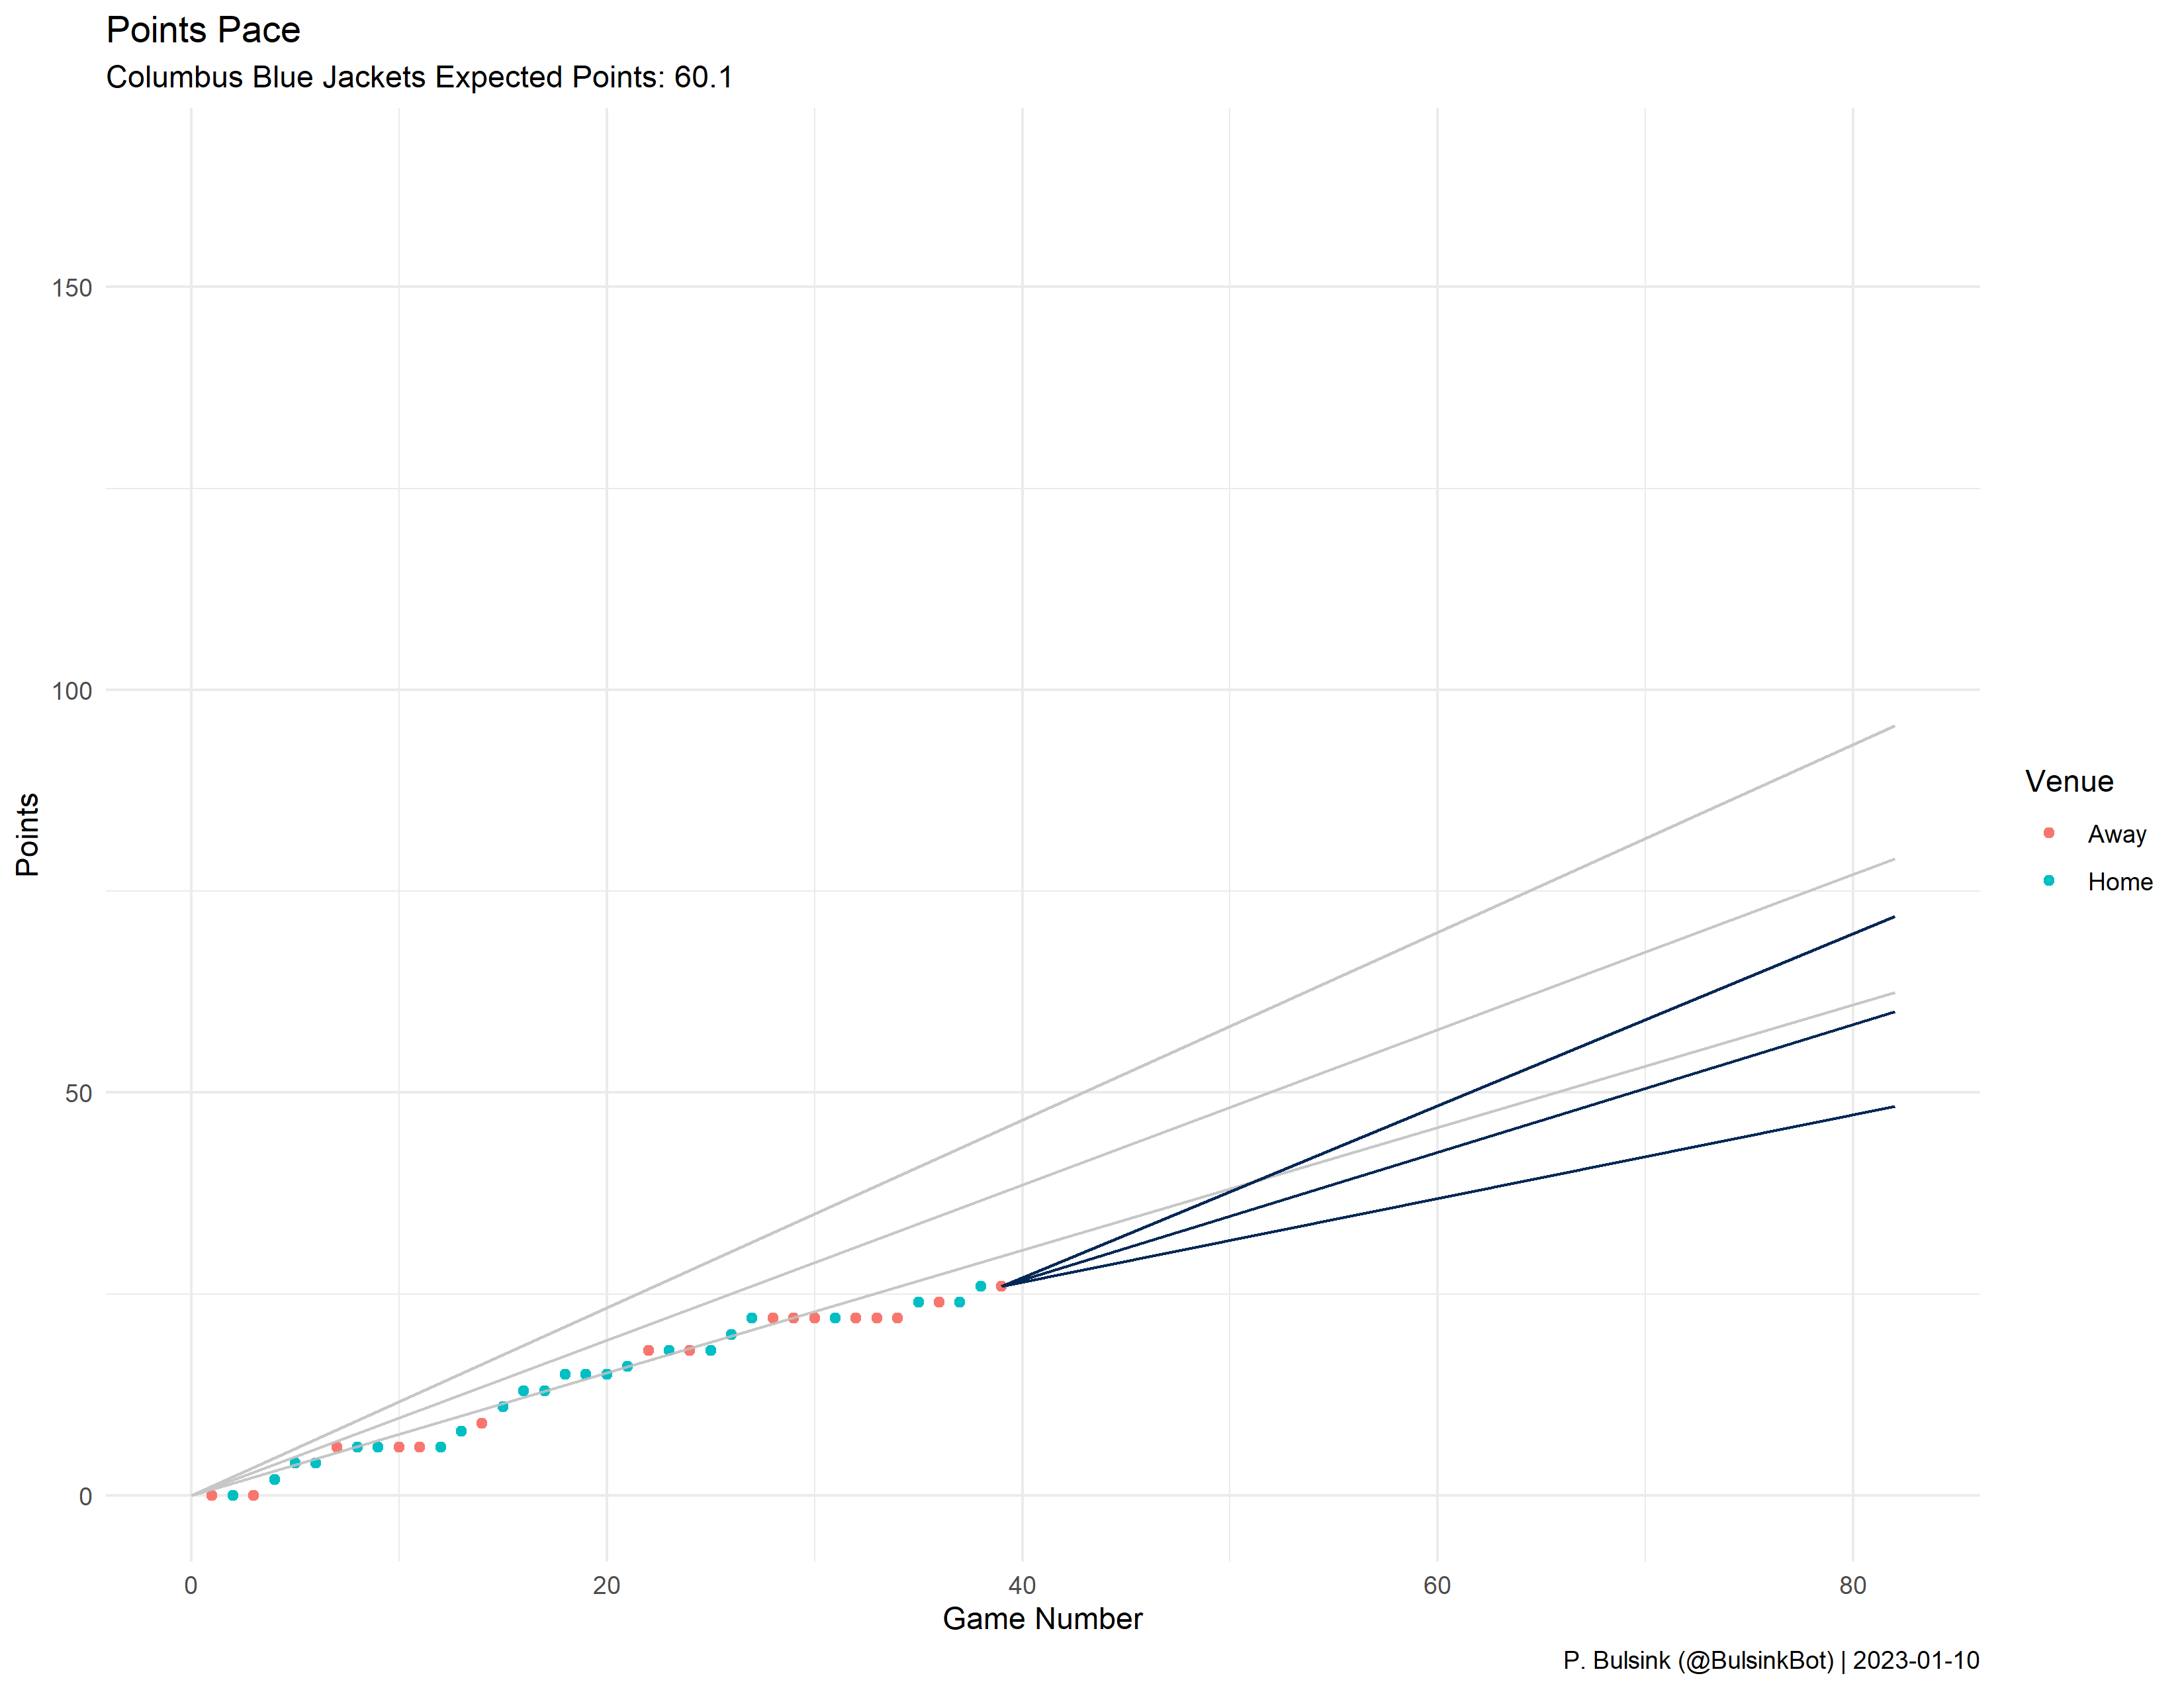 Points Pace
Columbus Blue Jackets Expected Points: 60.1
150
100
50
0
Points
0 20 40 60 80
Game Number
Venue
Away
Home
P. Bulsink (@BulsinkBot) | 2023-01-10